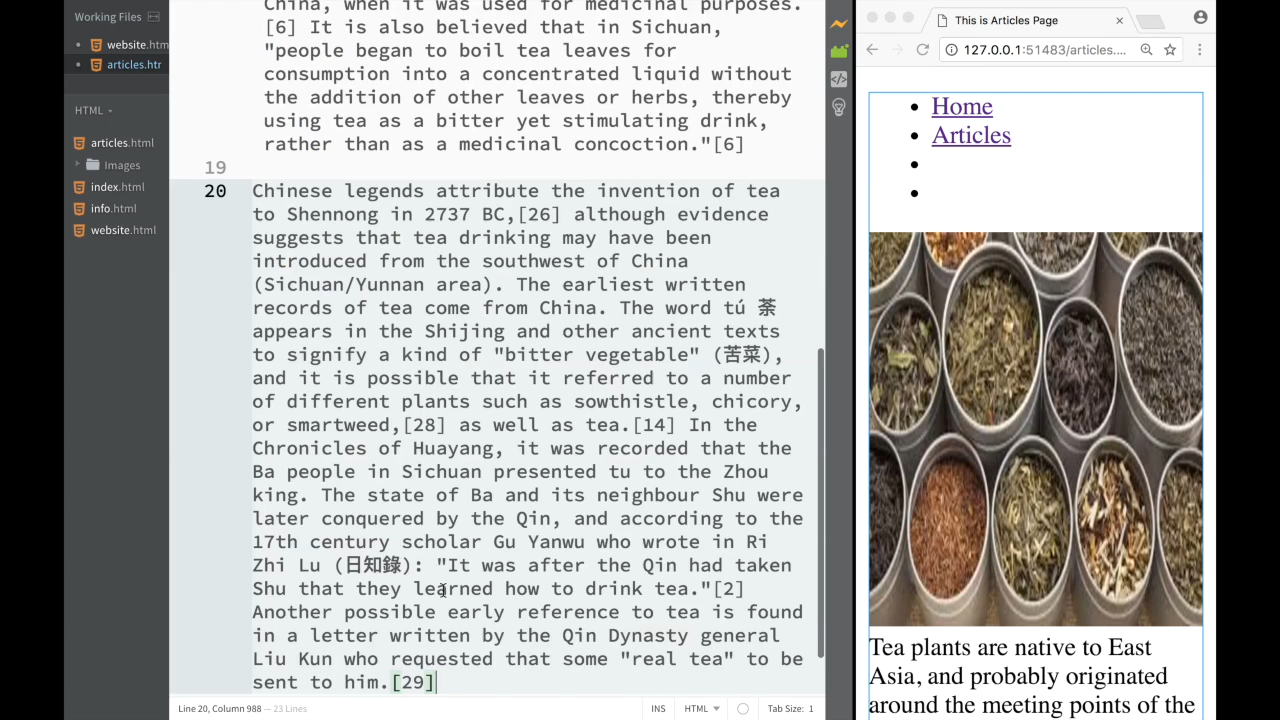 Working Files
website.htm
articles.htr
HTML
articles.html
Images
index.html
info.html
website.html
China, when it was used for medicinal purposes.
[6] It is also believed that in Sichuan,
"people began to boil tea leaves for
consumption into a concentrated liquid without
the addition of other leaves or herbs, thereby
using tea as a bitter yet stimulating drink,
rather than as a medicinal concoction."[6]
19
20 Chinese legends attribute the invention of tea
to Shennong in 2737 BC,[26] although evidence
suggests that tea drinking may have been
introduced from the southwest of China
(Sichuan/Yunnan area). The earliest written
records of tea come from China. The word tú 荼
appears in the Shijing and other ancient texts
to signify a kind of "bitter vegetable" (苦菜),
and it is possible that it referred to a number
of different plants such as sowthistle, chicory,
or smartweed,[28] as well as tea.[14] In the
Chronicles of Huayang, it was recorded that the
Ba people in Sichuan presented tu to the Zhou
king. The state of Ba and its neighbour Shu were
later conquered by the Qin, and according to the
17th century scholar Gu Yanwu who wrote in Ri
Zhi Lu (日知錄): "It was after the Qin had taken
Shu that they learned how to drink tea."[2]
Another possible early reference to tea is found
in a letter written by the Qin Dynasty general
Liu Kun who requested that some "real tea" to be
sent to him.[29]
Line 20, Column 988 — 23 Lines
INS
HTML
Tab Size: 1
This is Articles Page
127.0.0.1:51483/articles....
Home
Articles
Tea plants are native to East
Asia, and probably originated
around the meeting points of the